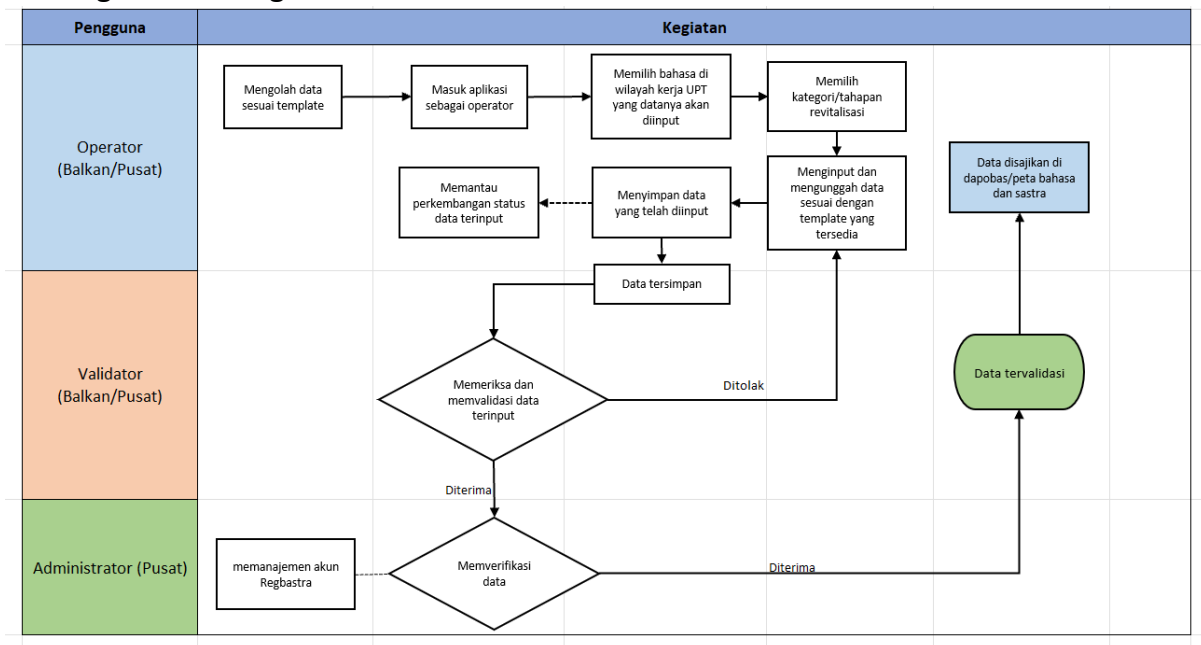 Pengguna
Kegiatan
Operator
(Balkan/Pusat)
Mengolah data
sesuai template
Masuk aplikasi
sebagai operator
Memilih bahasa di
wilayah kerja UPT
yang datanya akan
diinput
Memilih
kategori/tahapan
revitalisasi
Memantau
perkembangan status
data terinput
Menyimpan data
yang telah diinput
Menginput dan
mengunggah data
sesuai dengan
template yang
tersedia
Data disajikan di
dapobas/peta bahasa
dan sastra
Validator
(Balkan/Pusat)
Data tersimpan
Memeriksa dan
memvalidasi data
terinput
Ditolak
Data tervalidasi
Diterima
Administrator (Pusat)
memanajemen akun
Regbastra
Memverifikasi
data
Diterima